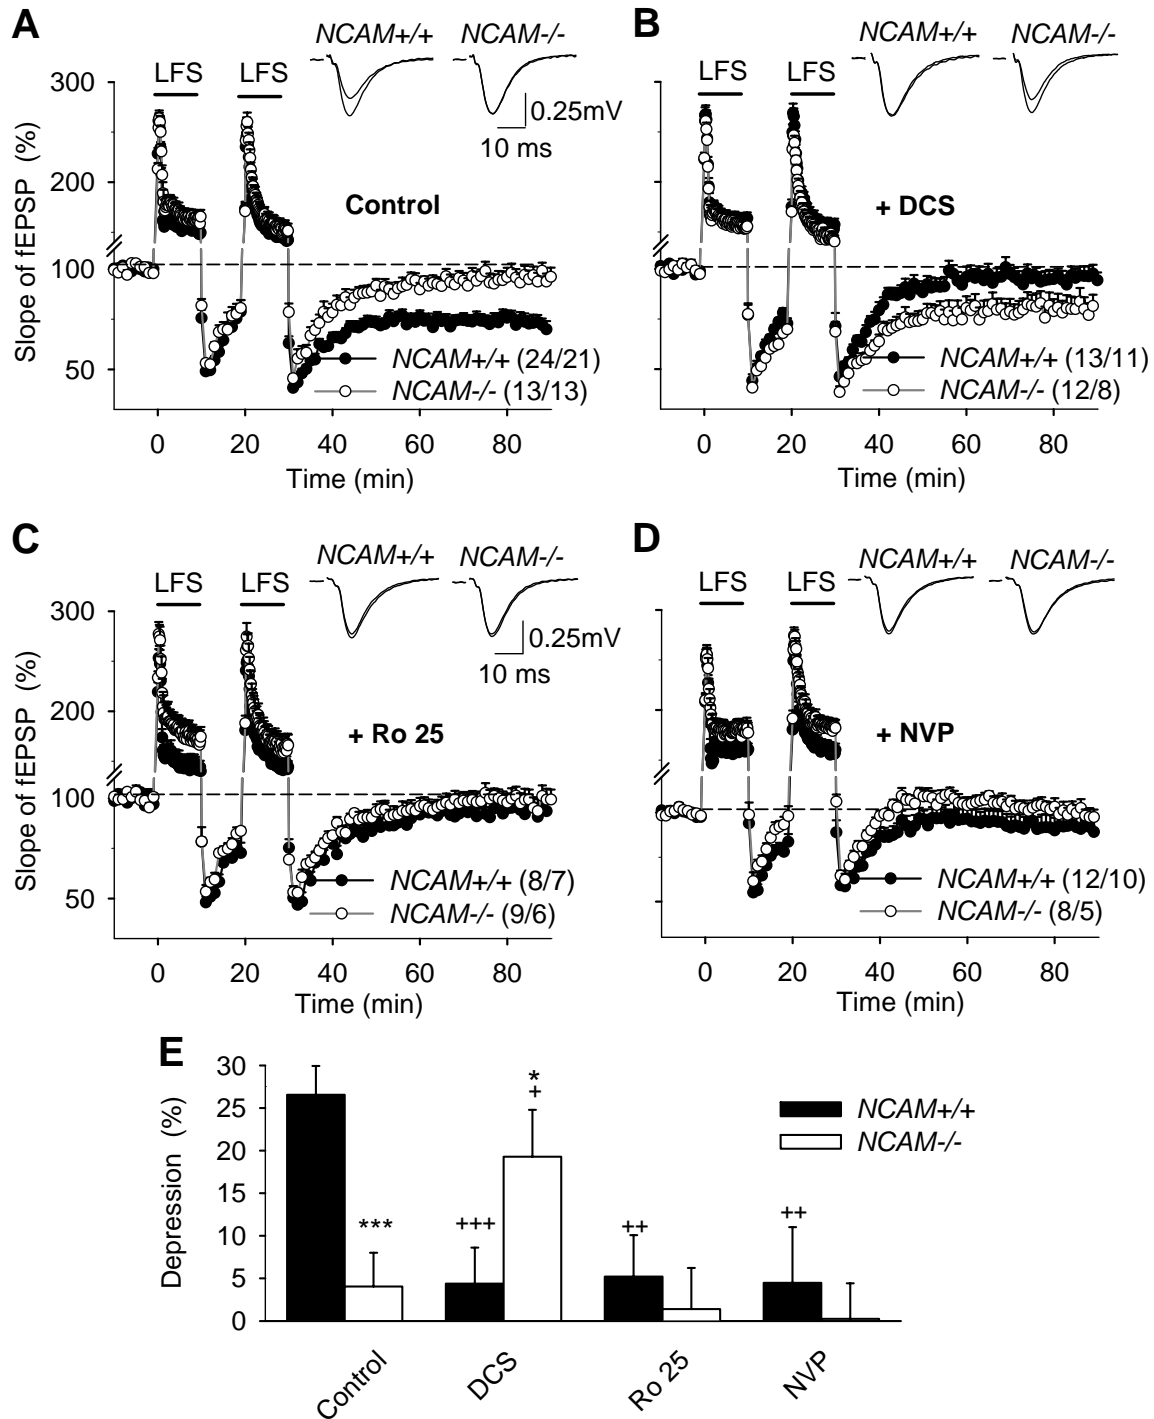 A
NCAM+/+ NCAM-/-
LFS LFS
0.25mV
10 ms
Control
Slope of fEPSP (%)
300
200
100
50
NCAM+/+ (24/21)
NCAM-/- (13/13)
0 20 40 60 80
Time (min)
B
NCAM+/+ NCAM-/-
LFS LFS
+ DCS
NCAM+/+ (13/11)
NCAM-/- (12/8)
0 20 40 60 80
Time (min)
C
NCAM+/+ NCAM-/-
LFS LFS
0.25mV
10 ms
+ Ro 25
Slope of fEPSP (%)
300
200
100
50
NCAM+/+ (8/7)
NCAM-/- (9/6)
0 20 40 60 80
Time (min)
D
NCAM+/+ NCAM-/-
LFS LFS
+ NVP
NCAM+/+ (12/10)
NCAM-/- (8/5)
0 20 40 60 80
Time (min)
E
Depression (%)
30
25
20
15
10
5
0
***
+++
*
+
++
++
NCAM+/+
NCAM-/-
Control DCS Ro 25 NVP